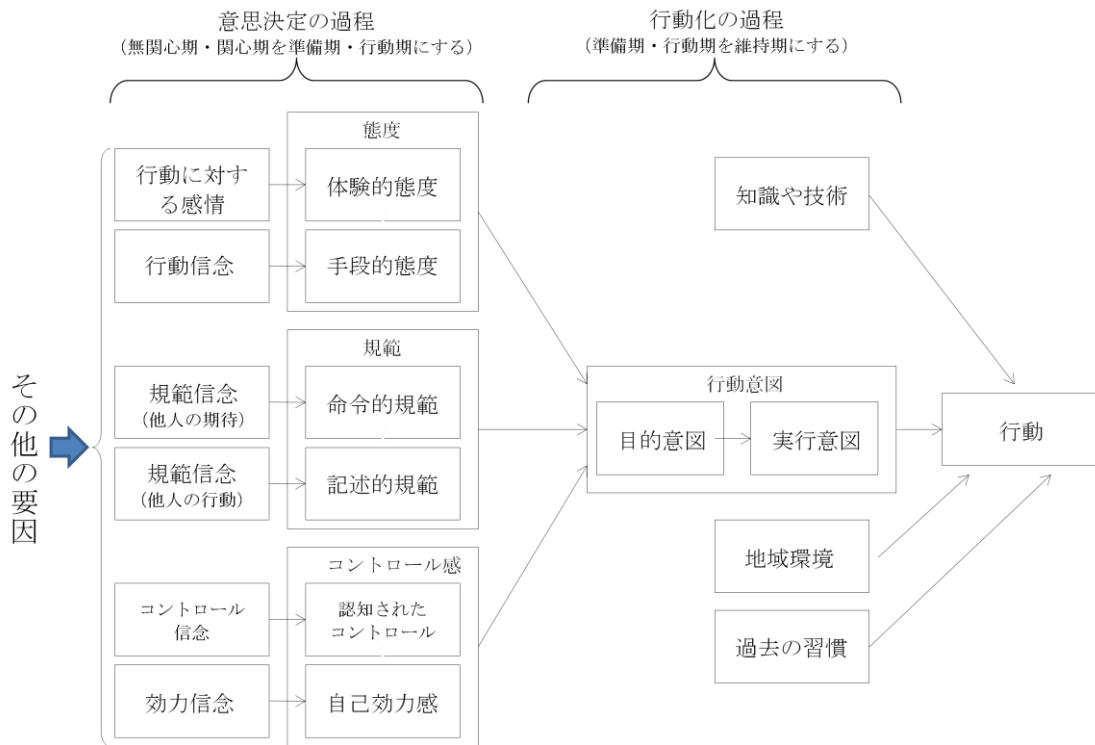 意思決定の過程
（無関心期・関心期を準備期・行動期にする）
行動化の過程
（準備期・行動期を維持期にする）
その他の要因
行動に対す
る感情
行動信念
規範信念
（他人の期待）
規範信念
（他人の行動）
コントロール
信念
効力信念
態度
体験的態度
手段的態度
規範
命令的規範
記述的規範
コントロール感
認知された
コントロール
自己効力感
行動意図
目的意図
実行意図
知識や技術
行動
地域環境
過去の習慣